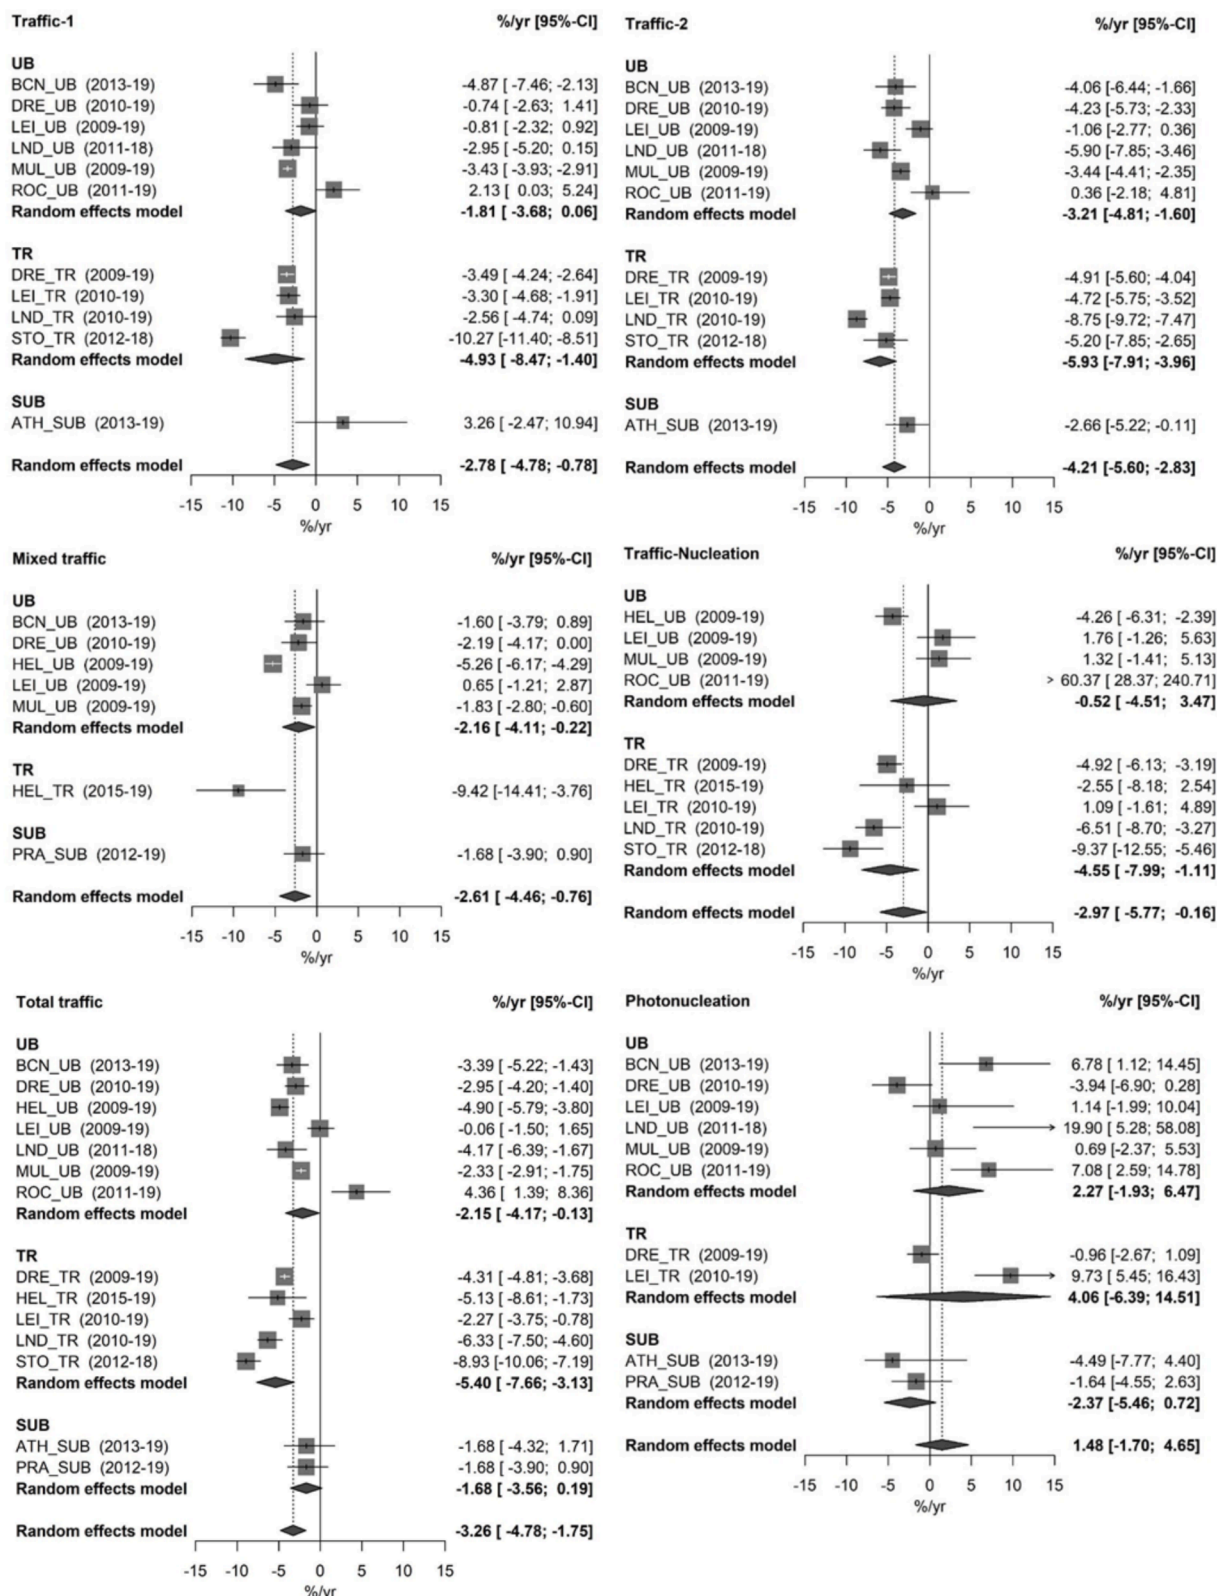 Traffic-1 %/yr [95%-CI]
UB
BCN_UB (2013-19) -4.87 [ -7.46; -2.13]
DRE_UB (2010-19) -0.74 [ -2.63; 1.41]
LEI_UB (2009-19) -0.81 [ -2.32; 0.92]
LND_UB (2011-18) -2.95 [ -5.20; 0.15]
MUL_UB (2009-19) -3.43 [ -3.93; -2.91]
ROC_UB (2011-19) 2.13 [ 0.03; 5.24]
Random effects model -1.81 [ -3.68; 0.06]
TR
DRE_TR (2009-19) -3.49 [ -4.24; -2.64]
LEI_TR (2010-19) -3.30 [ -4.68; -1.91]
LND_TR (2010-19) -2.56 [ -4.74; 0.09]
STO_TR (2012-18) -10.27 [-11.40; -8.51]
Random effects model -4.93 [ -8.47; -1.40]
SUB
ATH_SUB (2013-19) 3.26 [ -2.47; 10.94]
Random effects model -2.78 [ -4.78; -0.78]
-15 -10 -5 0 5 10 15
%/yr
Traffic-2 %/yr [95%-CI]
UB
BCN_UB (2013-19) -4.06 [-6.44; -1.66]
DRE_UB (2010-19) -4.23 [-5.73; -2.33]
LEI_UB (2009-19) -1.06 [-2.77; 0.36]
LND_UB (2011-18) -5.90 [-7.85; -3.46]
MUL_UB (2009-19) -3.44 [-4.41; -2.35]
ROC_UB (2011-19) 0.36 [-2.18; 4.81]
Random effects model -3.21 [-4.81; -1.60]
TR
DRE_TR (2009-19) -4.91 [-5.60; -4.04]
LEI_TR (2010-19) -4.72 [-5.75; -3.52]
LND_TR (2010-19) -8.75 [-9.72; -7.47]
STO_TR (2012-18) -5.20 [-7.85; -2.65]
Random effects model -5.93 [-7.91; -3.96]
SUB
ATH_SUB (2013-19) -2.66 [-5.22; -0.11]
Random effects model -4.21 [-5.60; -2.83]
-15 -10 -5 0 5 10 15
%/yr
Mixed traffic %/yr [95%-CI]
UB
BCN_UB (2013-19) -1.60 [ -3.79; 0.89]
DRE_UB (2010-19) -2.19 [ -4.17; 0.00]
HEL_UB (2009-19) -5.26 [ -6.17; -4.29]
LEI_UB (2009-19) 0.65 [ -1.21; 2.87]
MUL_UB (2009-19) -1.83 [ -2.80; -0.60]
Random effects model -2.16 [ -4.11; -0.22]
TR
HEL_TR (2015-19) -9.42 [-14.41; -3.76]
SUB
PRA_SUB (2012-19) -1.68 [ -3.90; 0.90]
Random effects model -2.61 [ -4.46; -0.76]
-15 -10 -5 0 5 10 15
%/yr
Traffic-Nucleation %/yr [95%-CI]
UB
HEL_UB (2009-19) -4.26 [ -6.31; -2.39]
LEI_UB (2009-19) 1.76 [ -1.26; 5.63]
MUL_UB (2009-19) 1.32 [ -1.41; 5.13]
ROC_UB (2011-19) > 60.37 [ 28.37; 240.71]
Random effects model -0.52 [ -4.51; 3.47]
TR
DRE_TR (2009-19) -4.92 [ -6.13; -3.19]
HEL_TR (2015-19) -2.55 [ -8.18; 2.54]
LEI_TR (2010-19) 1.09 [ -1.61; 4.89]
LND_TR (2010-19) -6.51 [ -8.70; -3.27]
STO_TR (2012-18) -9.37 [-12.55; -5.46]
Random effects model -4.55 [ -7.99; -1.11]
Random effects model -2.97 [ -5.77; -0.16]
-15 -10 -5 0 5 10 15
%/yr
Total traffic %/yr [95%-CI]
UB
BCN_UB (2013-19) -3.39 [ -5.22; -1.43]
DRE_UB (2010-19) -2.95 [ -4.20; -1.40]
HEL_UB (2009-19) -4.90 [ -5.79; -3.80]
LEI_UB (2009-19) -0.06 [ -1.50; 1.65]
LND_UB (2011-18) -4.17 [ -6.39; -1.67]
MUL_UB (2009-19) -2.33 [ -2.91; -1.75]
ROC_UB (2011-19) 4.36 [ 1.39; 8.36]
Random effects model -2.15 [ -4.17; -0.13]
TR
DRE_TR (2009-19) -4.31 [ -4.81; -3.68]
HEL_TR (2015-19) -5.13 [ -8.61; -1.73]
LEI_TR (2010-19) -2.27 [ -3.75; -0.78]
LND_TR (2010-19) -6.33 [ -7.50; -4.60]
STO_TR (2012-18) -8.93 [-10.06; -7.19]
Random effects model -5.40 [ -7.66; -3.13]
SUB
ATH_SUB (2013-19) -1.68 [ -4.32; 1.71]
PRA_SUB (2012-19) -1.68 [ -3.90; 0.90]
Random effects model -1.68 [ -3.56; 0.19]
Random effects model -3.26 [ -4.78; -1.75]
-15 -10 -5 0 5 10 15
%/yr
Photonucleation %/yr [95%-CI]
UB
BCN_UB (2013-19) 6.78 [ 1.12; 14.45]
DRE_UB (2010-19) -3.94 [ -6.90; 0.28]
LEI_UB (2009-19) 1.14 [ -1.99; 10.04]
LND_UB (2011-18) 19.90 [ 5.28; 58.08]
MUL_UB (2009-19) 0.69 [ -2.37; 5.53]
ROC_UB (2011-19) 7.08 [ 2.59; 14.78]
Random effects model 2.27 [ -1.93; 6.47]
TR
DRE_TR (2009-19) -0.96 [ -2.67; 1.09]
LEI_TR (2010-19) 9.73 [ 5.45; 16.43]
Random effects model 4.06 [ -6.39; 14.51]
SUB
ATH_SUB (2013-19) -4.49 [ -7.77; 4.40]
PRA_SUB (2012-19) -1.64 [ -4.55; 2.63]
Random effects model -2.37 [ -5.46; 0.72]
Random effects model 1.48 [ -1.70; 4.65]
-15 -10 -5 0 5 10 15
%/yr